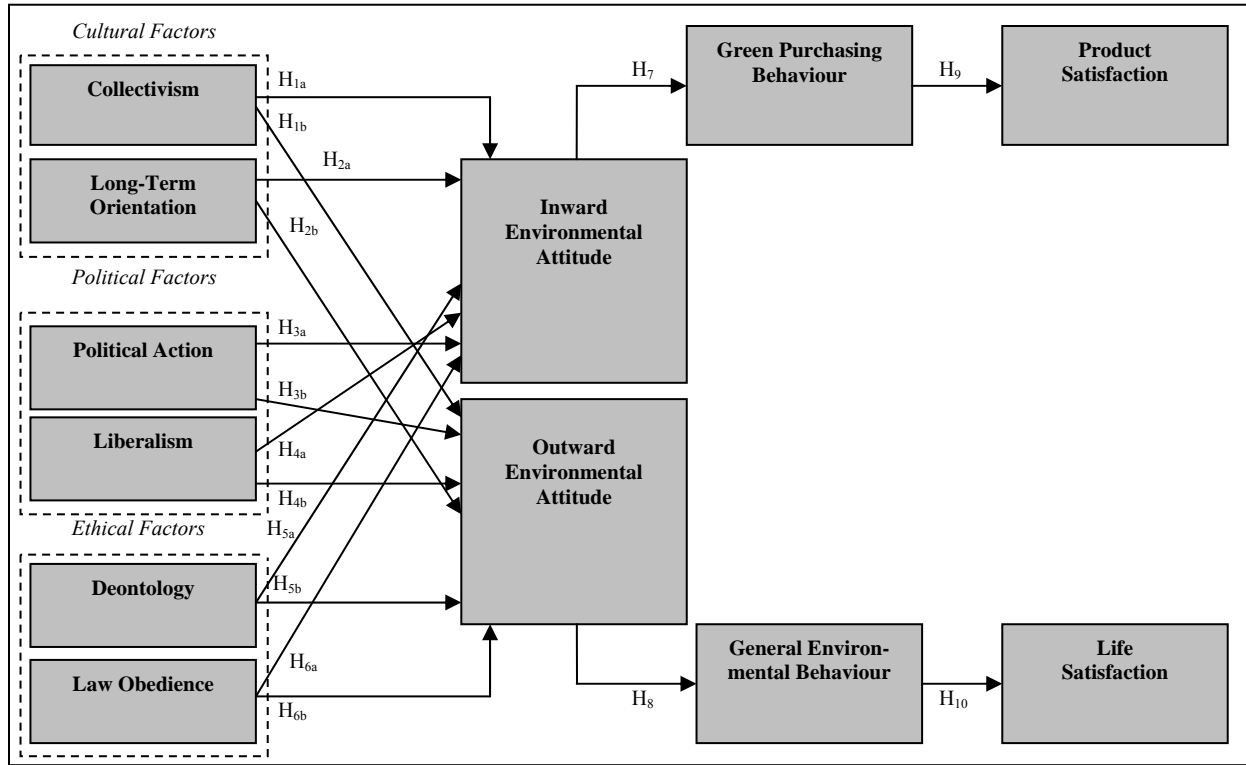 Cultural Factors
Collectivism
Long-Term
Orientation
Political Factors
Political Action
Liberalism
Ethical Factors
Deontology
Law Obedience
H1a
H1b
H2a
H2b
H3a
H3b
H4a
H4b
H5a
H5b
H6a
H6b
Inward
Environmental
Attitude
Outward
Environmental
Attitude
H7
Green Purchasing
Behaviour
H9
Product
Satisfaction
H8
General Environ-
mental Behaviour
H10
Life
Satisfaction